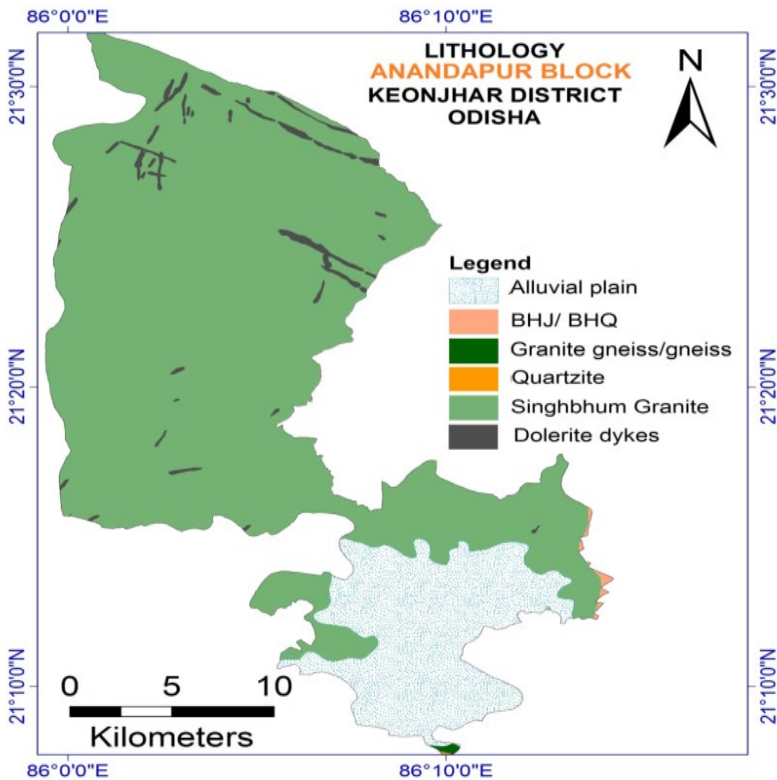 86°0'0"E
86°10'0"E
LITHOLOGY
ANANDAPUR BLOCK
KEONJHAR DISTRICT
ODISHA
N
21°30'0"N
21°30'0"N
Legend
Alluvial plain
BHJ/ BHQ
Granite gneiss/gneiss
Quartzite
Singhbhum Granite
Dolerite dykes
21°20'0"N
21°20'0"N
21°10'0"N
21°10'0"N
0 5 10
Kilometers
86°0'0"E
86°10'0"E